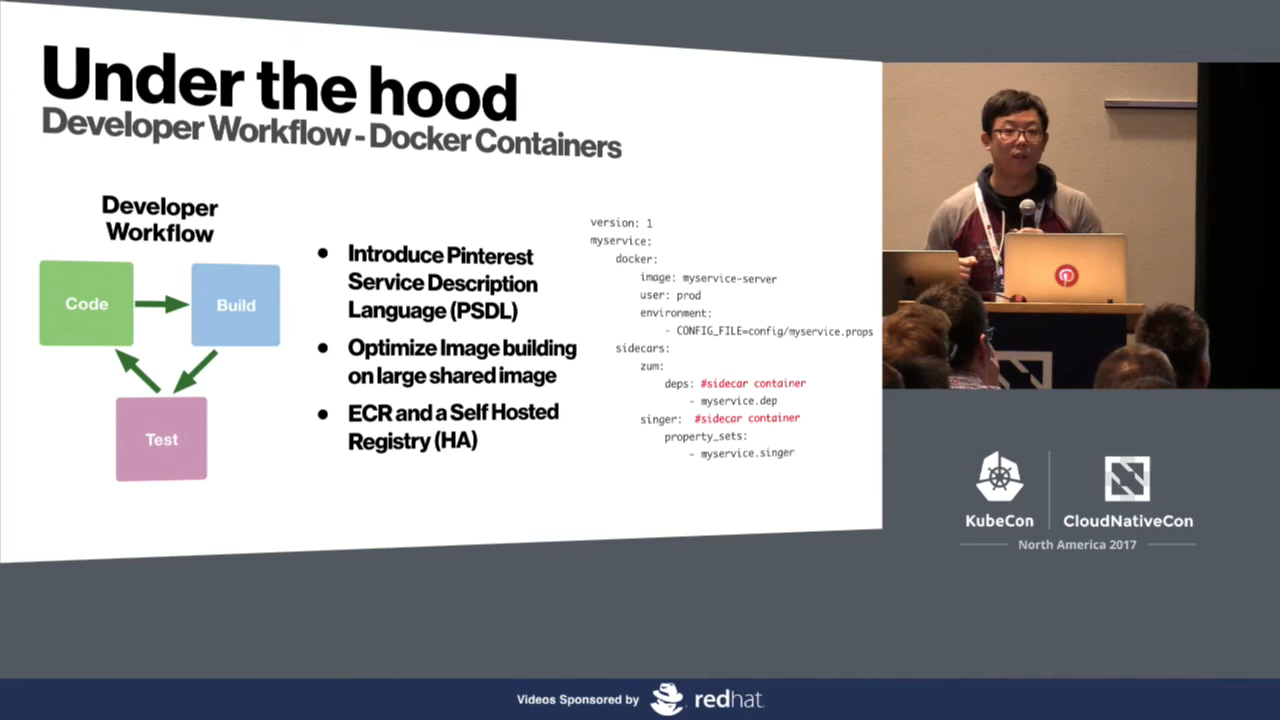 Under the hood
Developer Workflow - Docker Containers
Developer
Workflow
Code
Build
Test
● Introduce Pinterest
Service Description
Language (PSDL)
● Optimize Image building
on large shared image
● ECR and a Self Hosted
Registry (HA)
version: 1
myservice:
docker:
image: myservice-server
user: prod
environment:
- CONFIG_FILE=config/myservice.props
sidecars:
zum:
deps: #sidecar container
- myservice.dep
singer: #sidecar container
property_sets:
- myservice.singer
KubeCon
CloudNativeCon
North America 2017
Videos Sponsored by
redhat